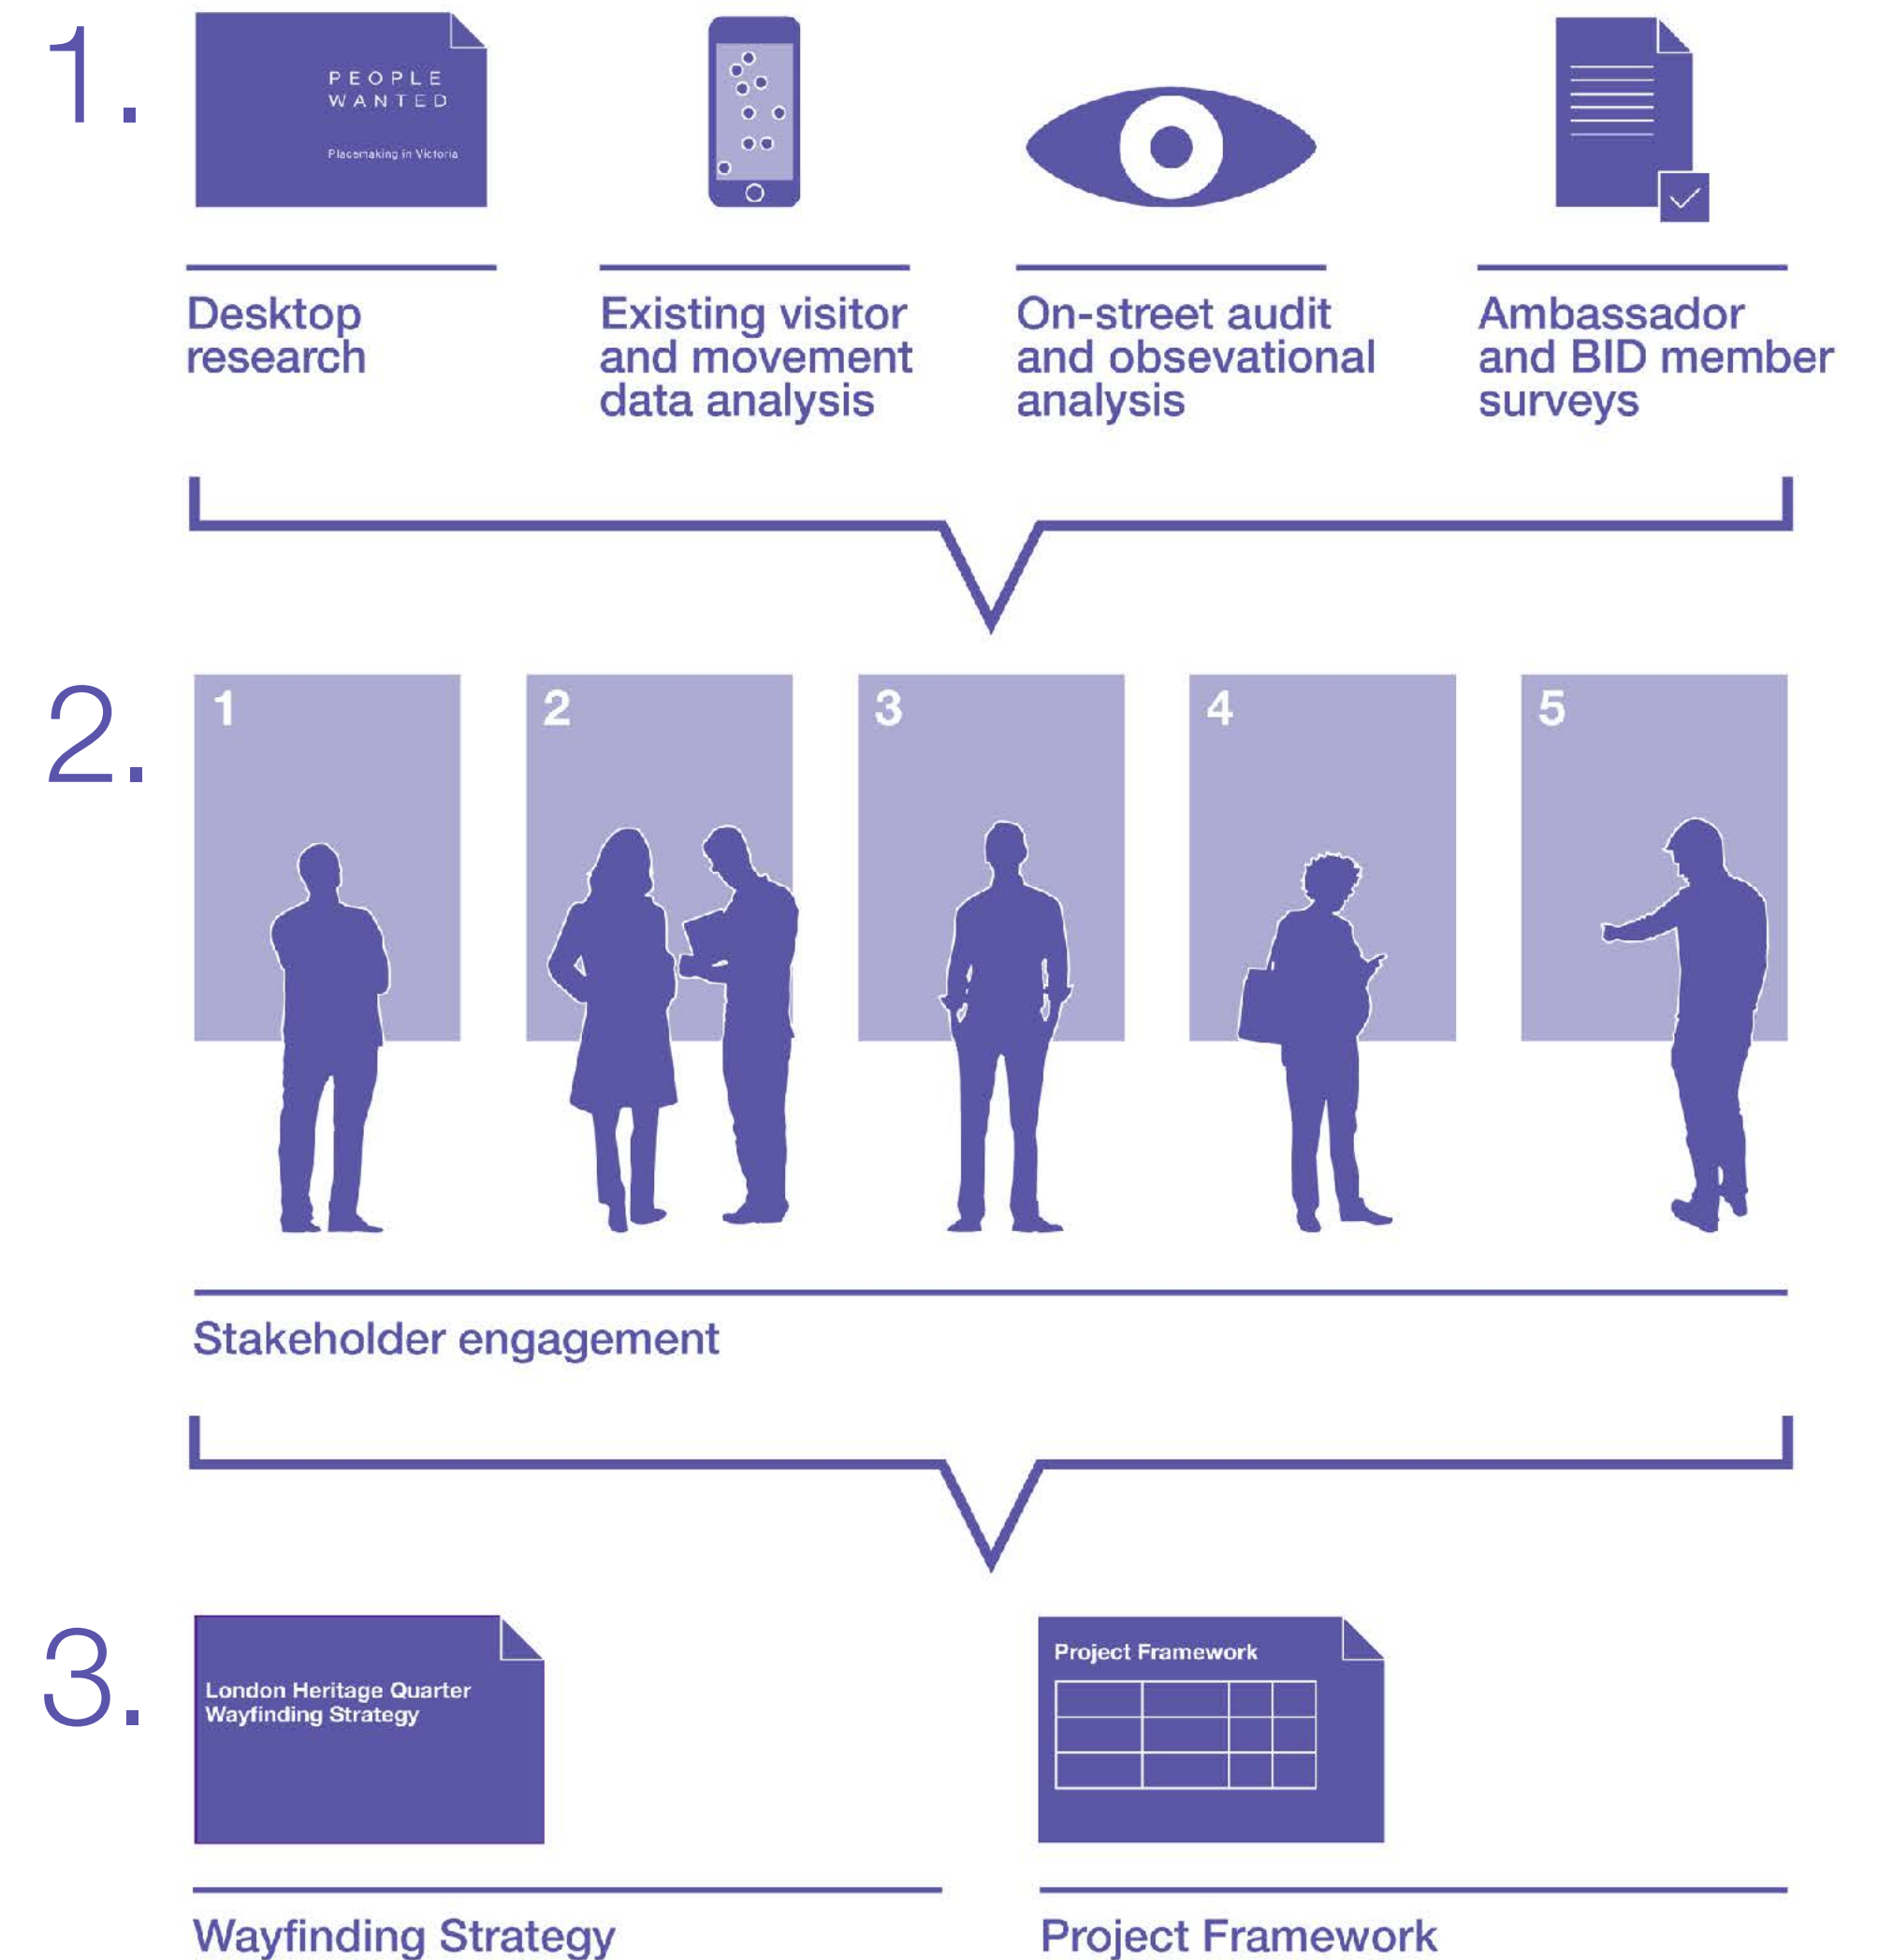 1.
PEOPLE
WANTED
Placemaking in Victoria
Desktop
research
Existing visitor
and movement
data analysis
On-street audit
and obsevational
analysis
Ambassador
and BID member
surveys
2.
1
2
3
4
5
Stakeholder engagement
3.
London Heritage Quarter
Wayfinding Strategy
Project Framework
Wayfinding Strategy
Project Framework